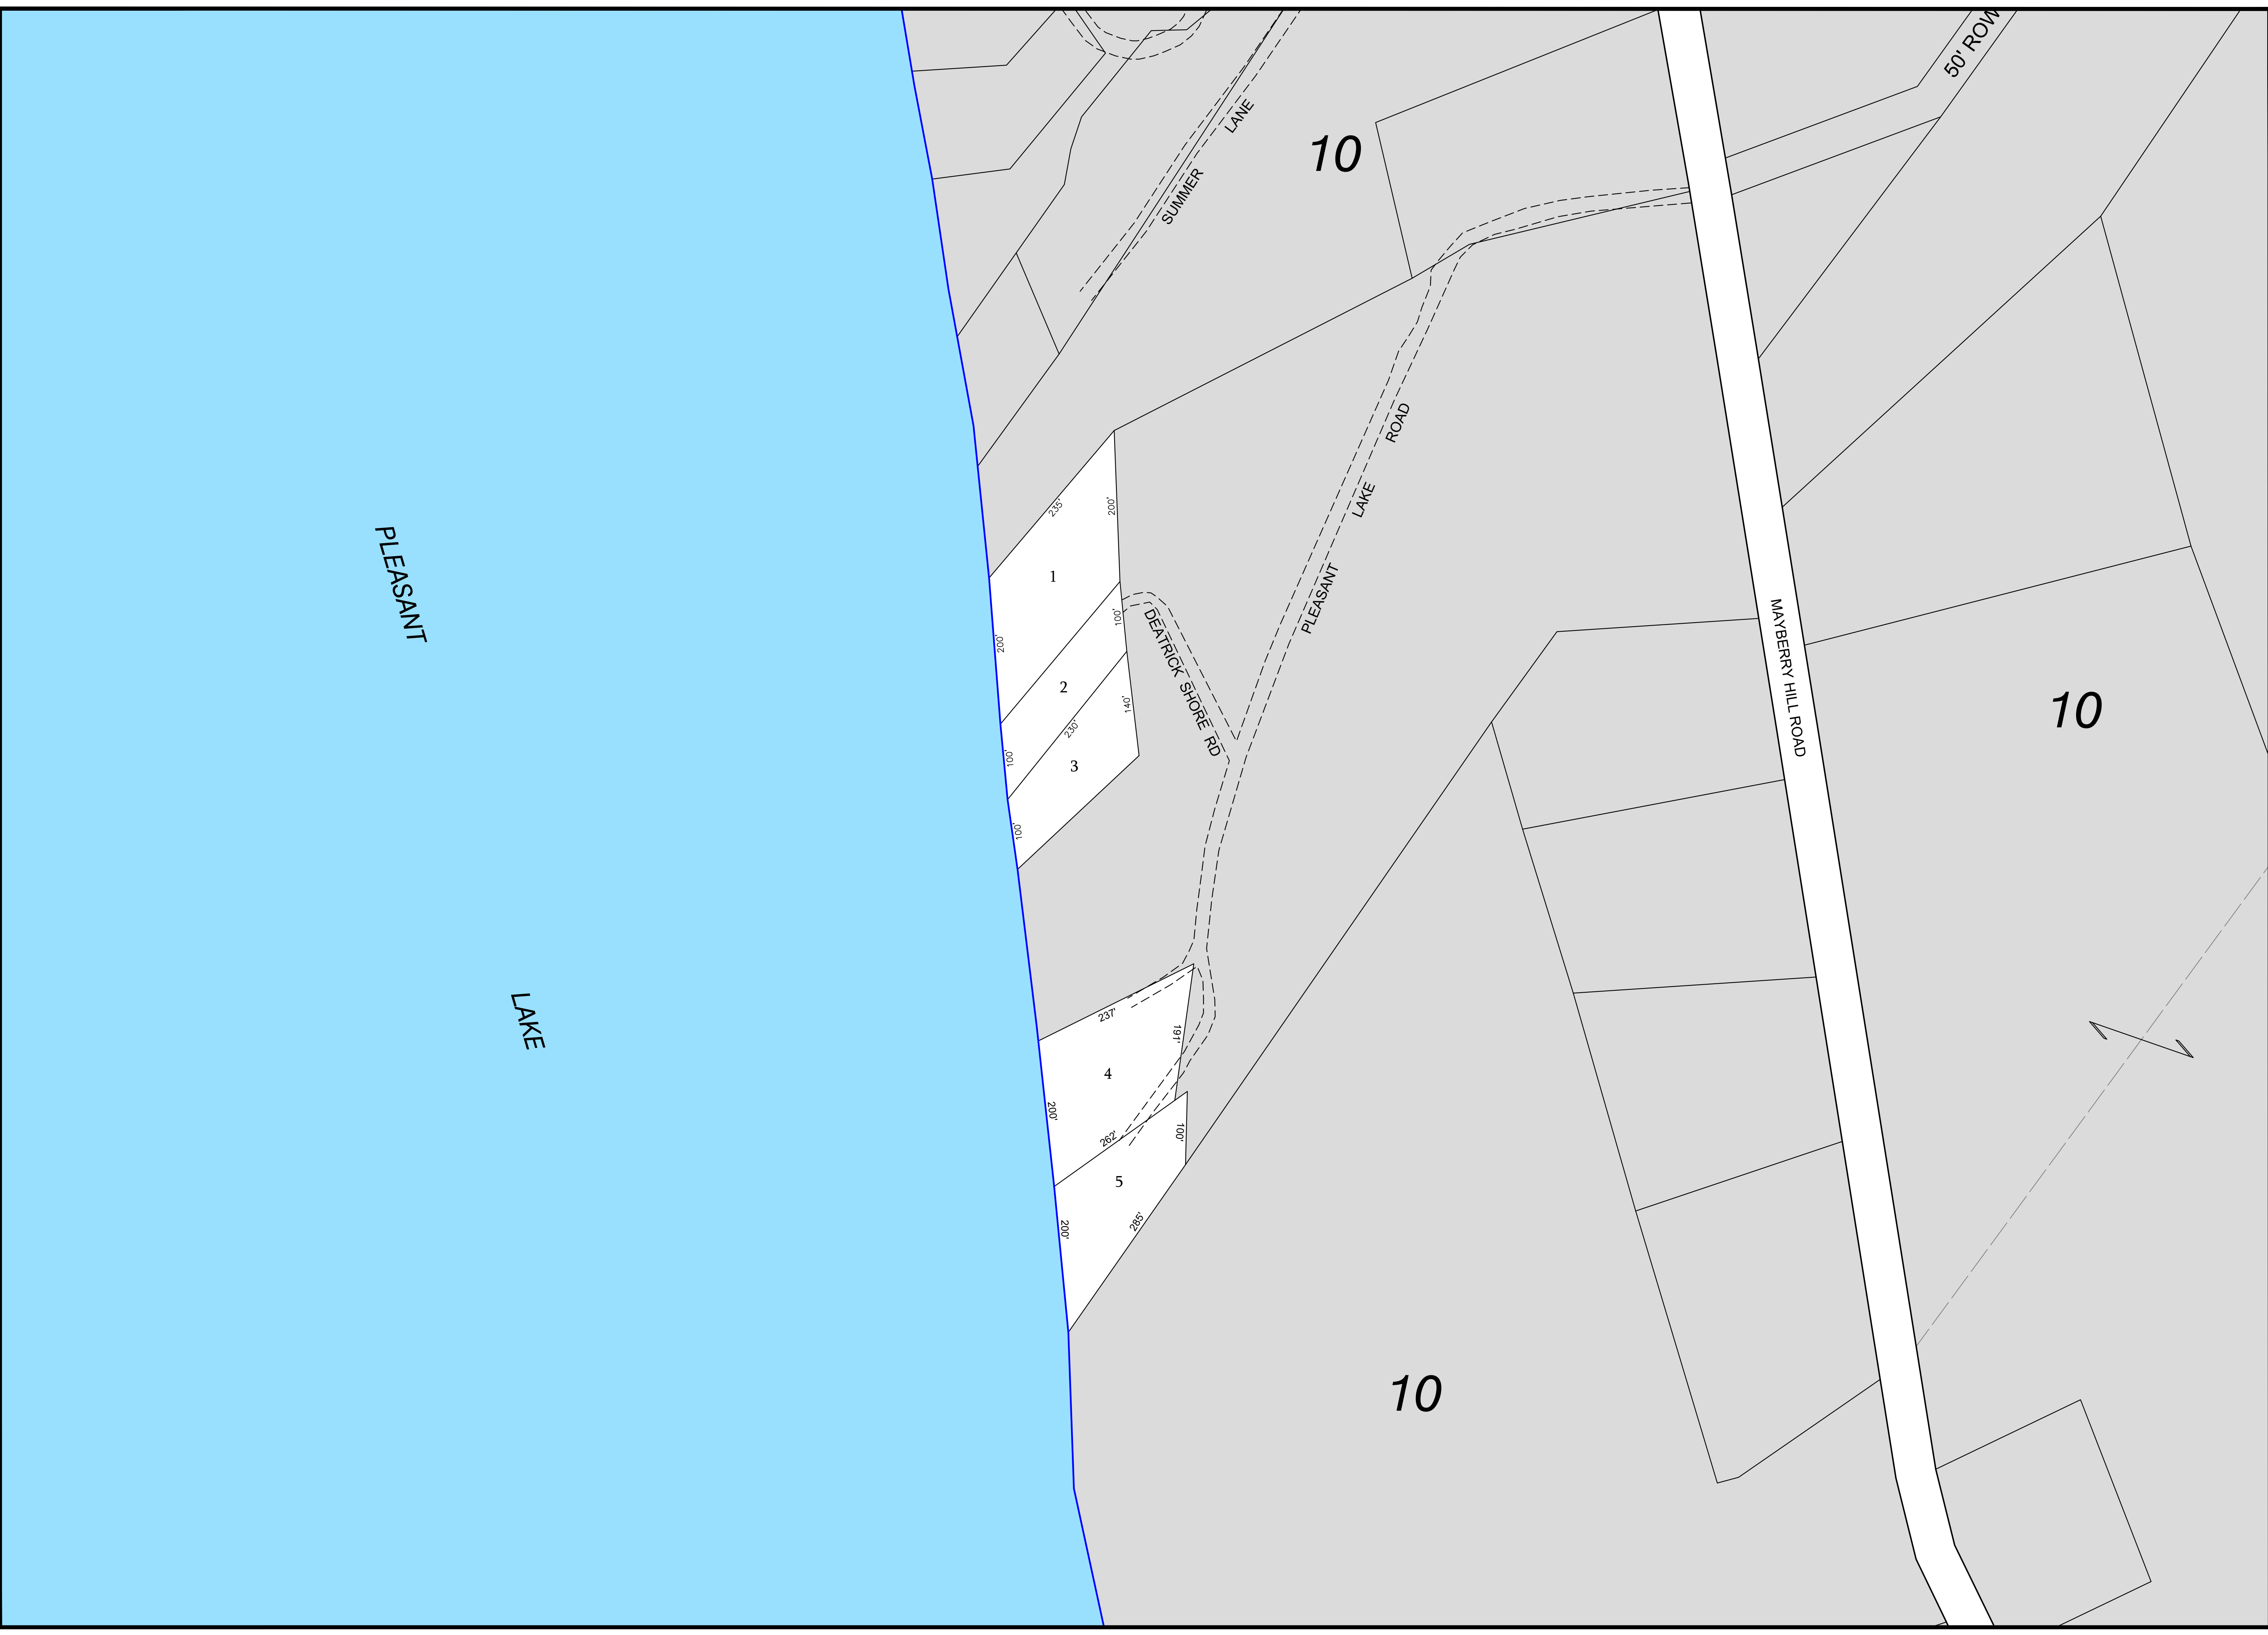 50' ROW
LANE
SUMMER
10
ROAD
LAKE
PLEASANT
PLEASANT
LAKE
235'
200'
1
200'
100'
2
140'
230'
100'
3
100'
DEATRICK SHORE RD
MAYBERRY HILL ROAD
10
237'
191'
4
200'
262'
100'
5
200'
285'
10